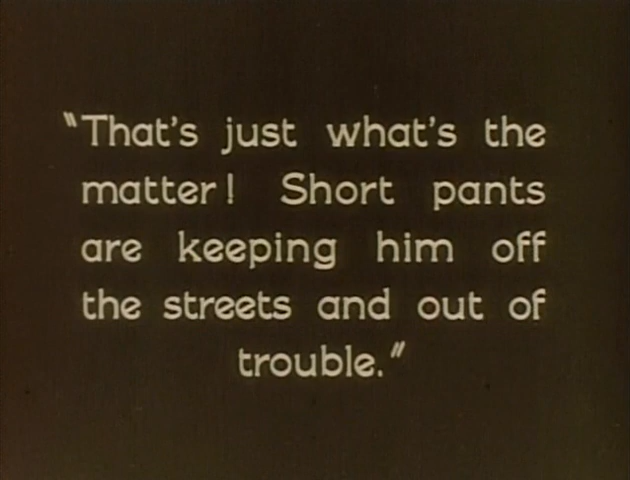 "That's just what's the
matter! Short pants
are keeping him off
the streets and out of
trouble."